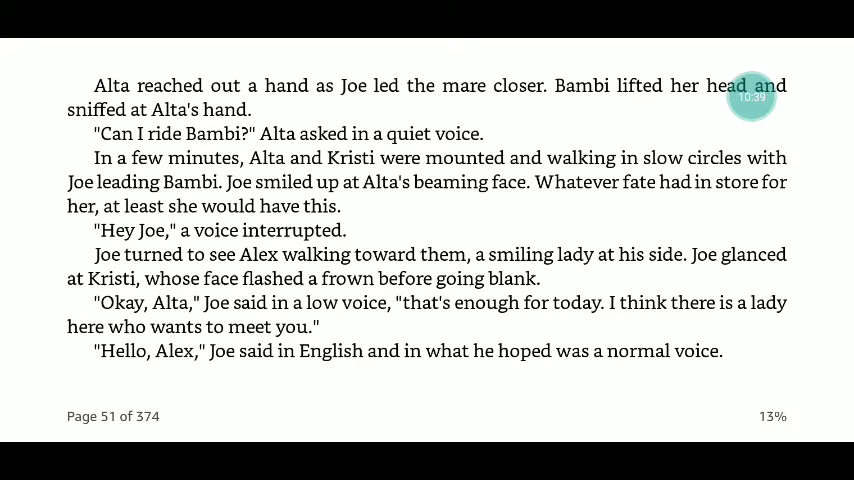 Alta reached out a hand as Joe led the mare closer. Bambi lifted her head and
sniffed at Alta's hand.
"Can I ride Bambi?" Alta asked in a quiet voice.
In a few minutes, Alta and Kristi were mounted and walking in slow circles with
Joe leading Bambi. Joe smiled up at Alta's beaming face. Whatever fate had in store for
her, at least she would have this.
"Hey Joe," a voice interrupted.
Joe turned to see Alex walking toward them, a smiling lady at his side. Joe glanced
at Kristi, whose face flashed a frown before going blank.
"Okay, Alta," Joe said in a low voice, "that's enough for today. I think there is a lady
here who wants to meet you."
"Hello, Alex," Joe said in English and in what he hoped was a normal voice.
10:39
Page 51 of 374
13%